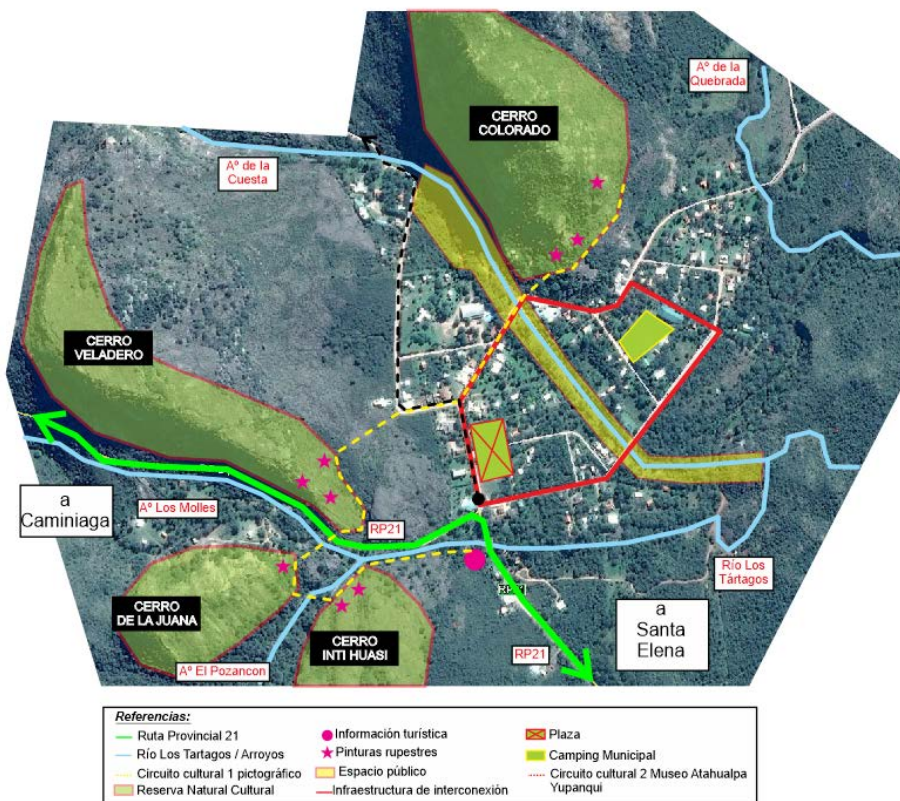 CERRO
COLORADO
Aº de la
Quebrada
Aº de la
Cuesta
CERRO
VELADERO
a
Caminiaga
Aº Los Molles
RP21
Río Los
Tártagos
CERRO
DE LA JUANA
CERRO
INTI HUASI
a
Santa
Elena
Aº El Pozancon
RP21
Referencias:
Ruta Provincial 21
Río Los Tartagos / Arroyos
Circuito cultural 1 pictográfico
Reserva Natural Cultural
Información turística
Pinturas rupestres
Espacio público
Infraestructura de interconexión
Plaza
Camping Municipal
Circuito cultural 2 Museo Atahualpa
Yupanqui